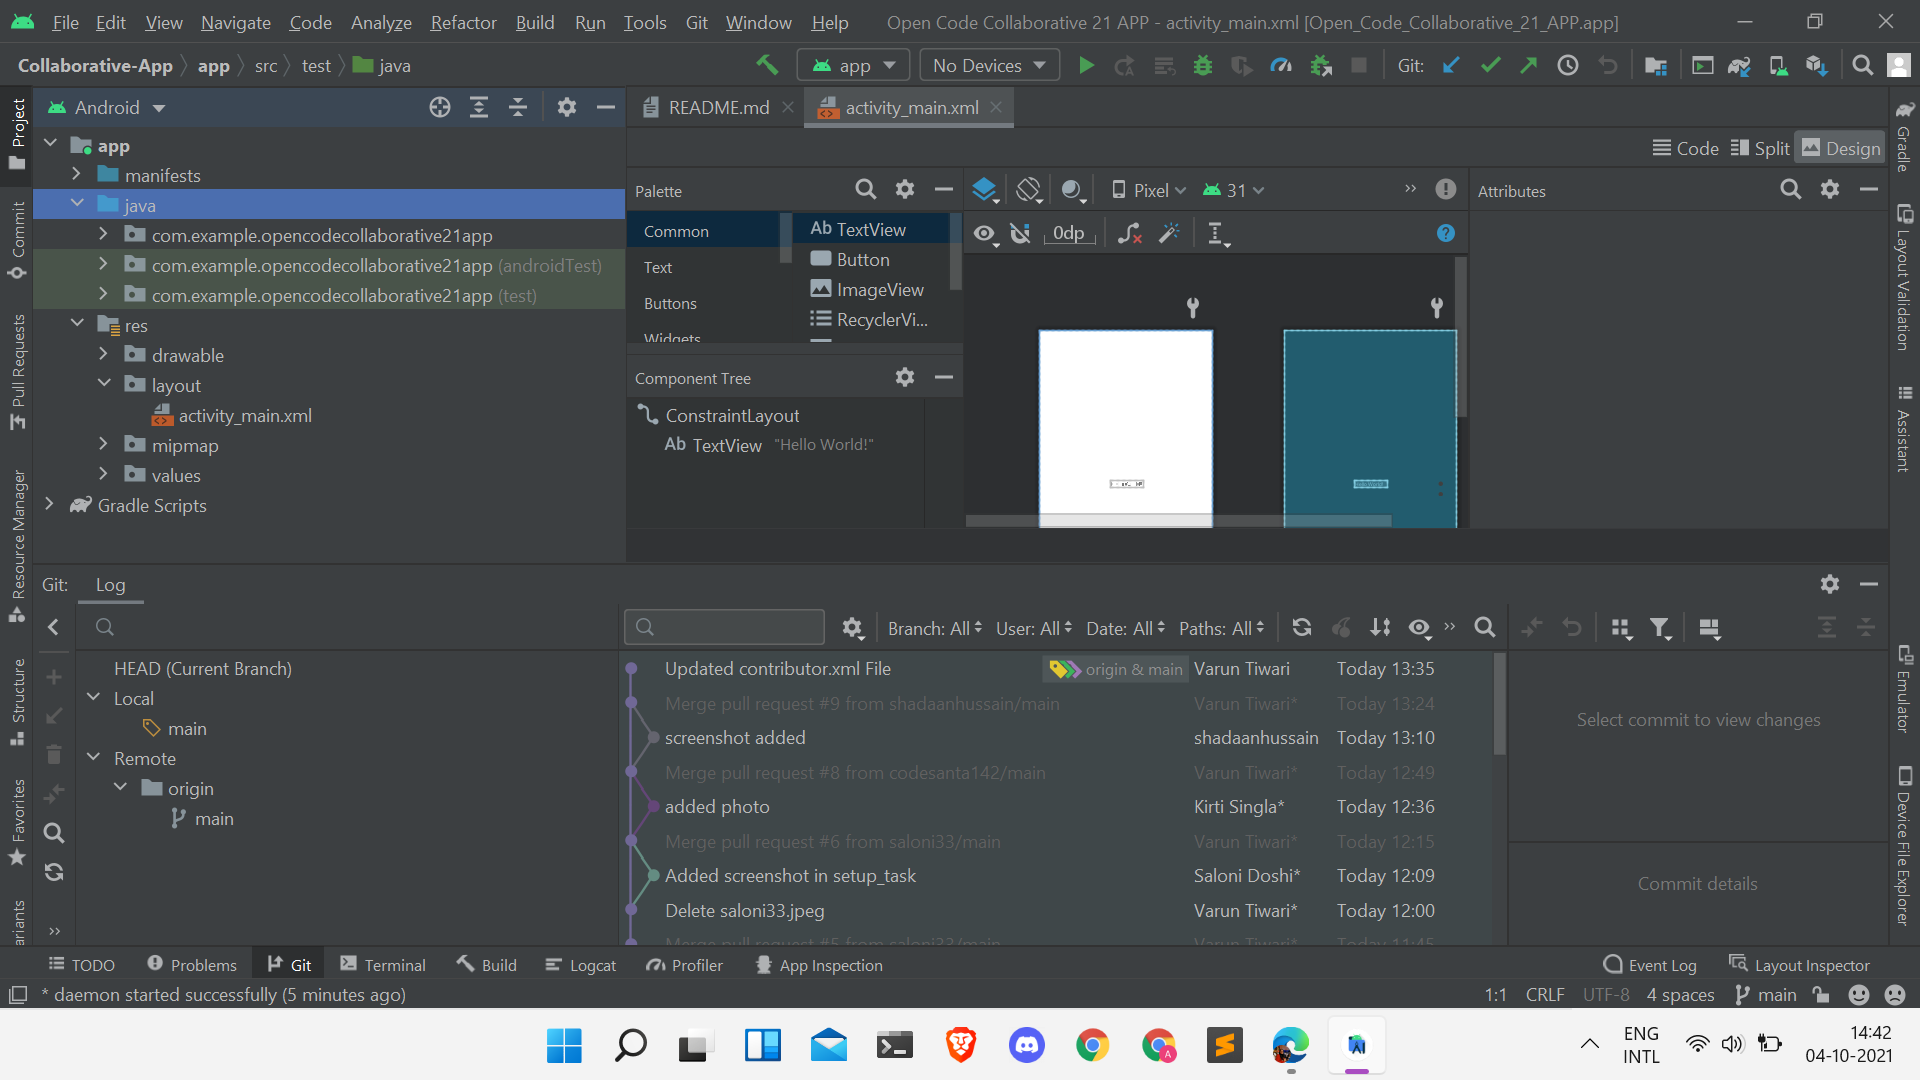 File Edit View Navigate Code Analyze Refactor Build Run Tools Git Window Help Open Code Collaborative 21 APP - activity_main.xml [Open_Code_Collaborative_21_APP.app]
Collaborative-App app src test java app No Devices Git:
Project
Commit
Pull Requests
Resource Manager
Structure
Favorites
Android
app
manifests
java
com.example.opencodecollaborative21app
com.example.opencodecollaborative21app (androidTest)
com.example.opencodecollaborative21app (test)
res
drawable
layout
activity_main.xml
mipmap
values
Gradle Scripts
README.md activity_main.xml
Code Split Design
Palette
Common
Text
Buttons
Widgets
Ab TextView
Button
ImageView
RecyclerVi...
Pixel 31
0dp
Attributes
Component Tree
ConstraintLayout
Ab TextView "Hello World!"
Gradle
Layout Validation
Assistant
Emulator
Device File Explorer
Git: Log
Branch: All User: All Date: All Paths: All
HEAD (Current Branch)
Local
main
Remote
origin
main
Updated contributor.xml File origin & main Varun Tiwari Today 13:35
Merge pull request #9 from shadaanhussain/main Varun Tiwari* Today 13:24
screenshot added shadaanhussain Today 13:10
Merge pull request #8 from codesanta142/main Varun Tiwari* Today 12:49
added photo Kirti Singla* Today 12:36
Merge pull request #6 from saloni33/main Varun Tiwari* Today 12:15
Added screenshot in setup_task Saloni Doshi* Today 12:09
Delete saloni33.jpeg Varun Tiwari* Today 12:00
Merge pull request #5 from saloni33/main Varun Tiwari* Today 11:45
Select commit to view changes
Commit details
TODO Problems Git Terminal Build Logcat Profiler App Inspection Event Log Layout Inspector
* daemon started successfully (5 minutes ago) 1:1 CRLF UTF-8 4 spaces main
ENG
INTL
14:42
04-10-2021